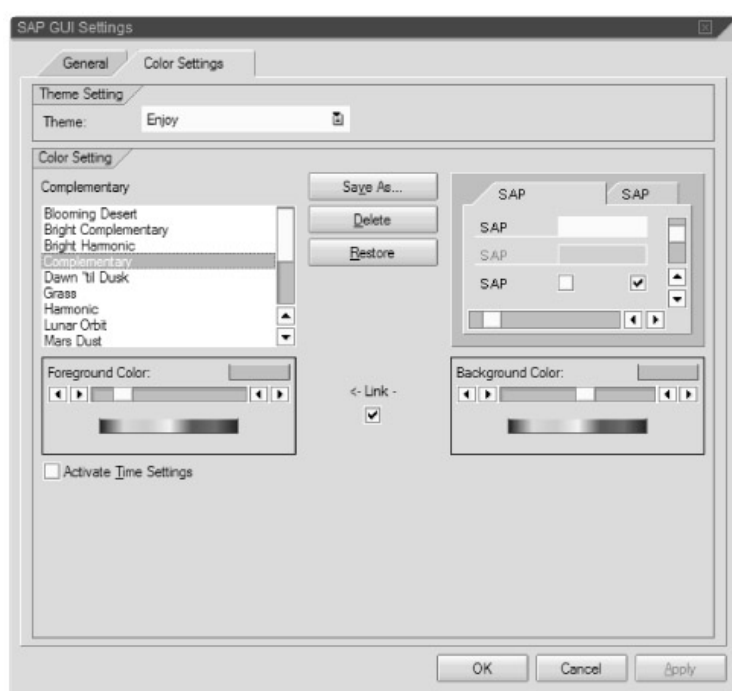 SAP GUI Settings
General Color Settings
Theme Setting
Theme: Enjoy
Color Setting
Complementary
Blooming Desert
Bright Complementary
Bright Harmonic
Complementary
Dawn 'til Dusk
Grass
Harmonic
Lunar Orbit
Mars Dust
Save As...
Delete
Restore
SAP SAP
SAP
SAP
SAP
Foreground Color:
<- Link -
Background Color:
Activate Time Settings
OK Cancel Apply